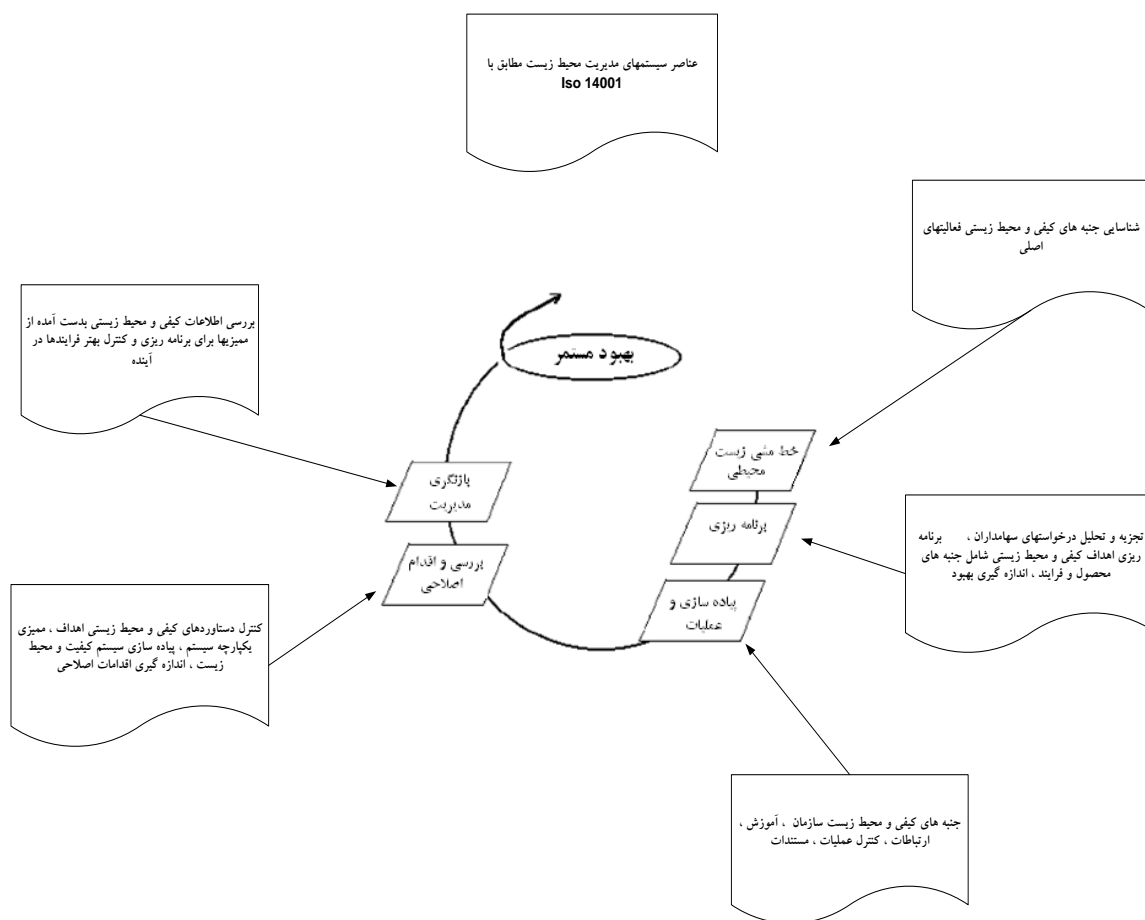 عناصر سیستمهای مدیریت محیط زیست مطابق با
Iso 14001
شناسایی جنبه های کیفی و محیط زیستی فعالیتهای
اصلی
بررسی اطلاعات کیفی و محیط زیستی بدست آمده از
ممیزیها برای برنامه ریزی و کنترل بهتر فرایندها در
آینده
بهبود مستمر
خط مشی زیست
محیطی
بازنگری
مدیریت
برنامه ریزی
تجزیه و تحلیل درخواستهای سهامداران ، برنامه
ریزی اهداف کیفی و محیط زیستی شامل جنبه های
محصول و فرایند ، اندازه گیری بهبود
بررسی و اقدام
اصلاحی
پیاده سازی و
عملیات
کنترل دستاوردهای کیفی و محیط زیستی اهداف ، ممیزی
یکپارچه سیستم ، پیاده سازی سیستم کیفیت و محیط
زیست ، اندازه گیری اقدامات اصلاحی
جنبه های کیفی و محیط زیست سازمان ، آموزش ،
ارتباطات ، کنترل عملیات ، مستندات